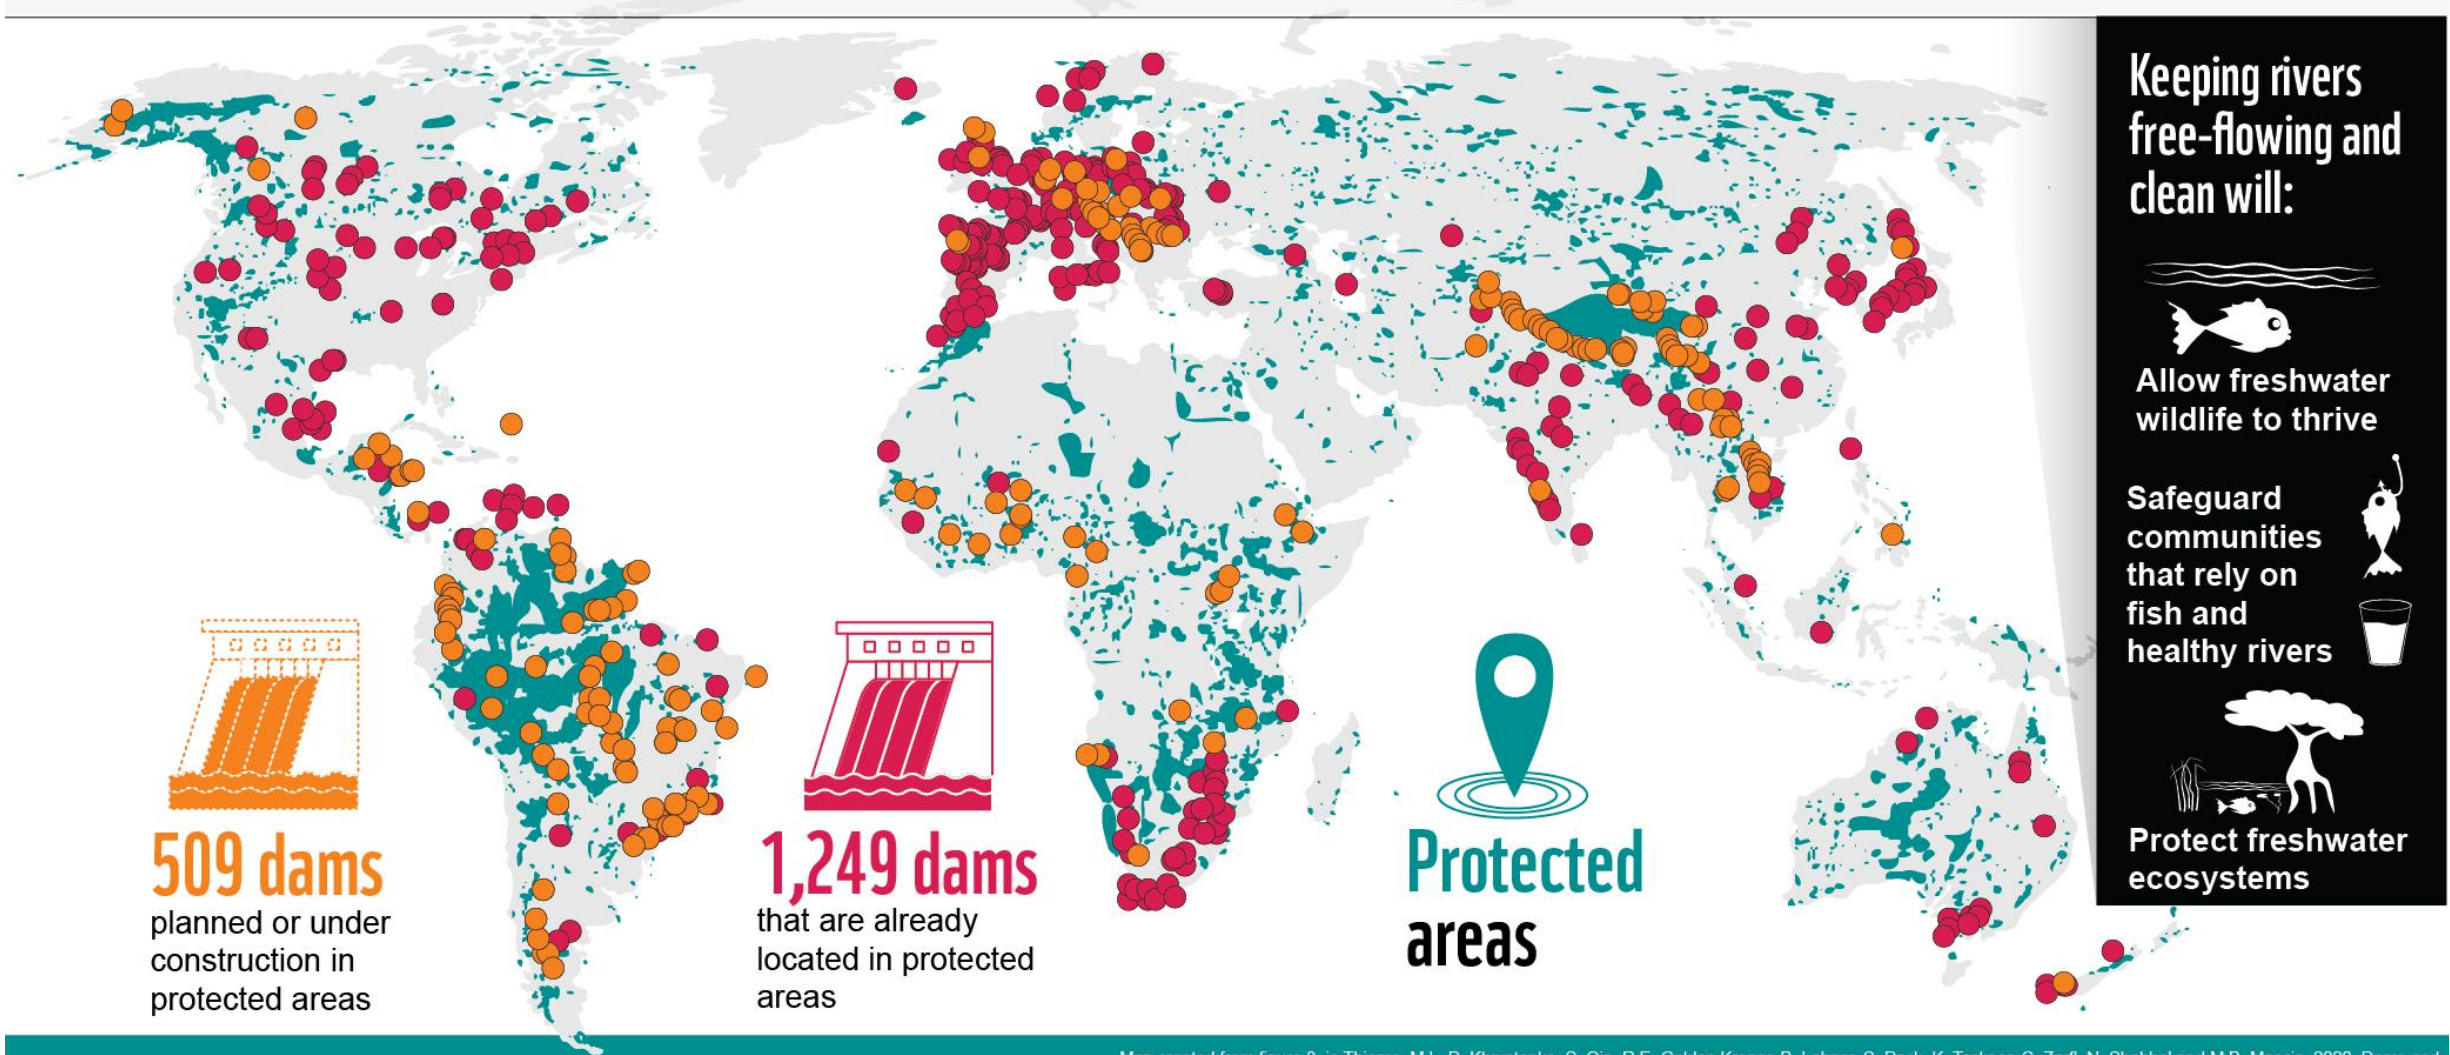 Keeping rivers
free-flowing and
clean will:
Allow freshwater
wildlife to thrive
Safeguard
communities
that rely on
fish and
healthy rivers
Protect freshwater
ecosystems
509 dams
planned or under
construction in
protected areas
1,249 dams
that are already
located in protected
areas
Protected
areas